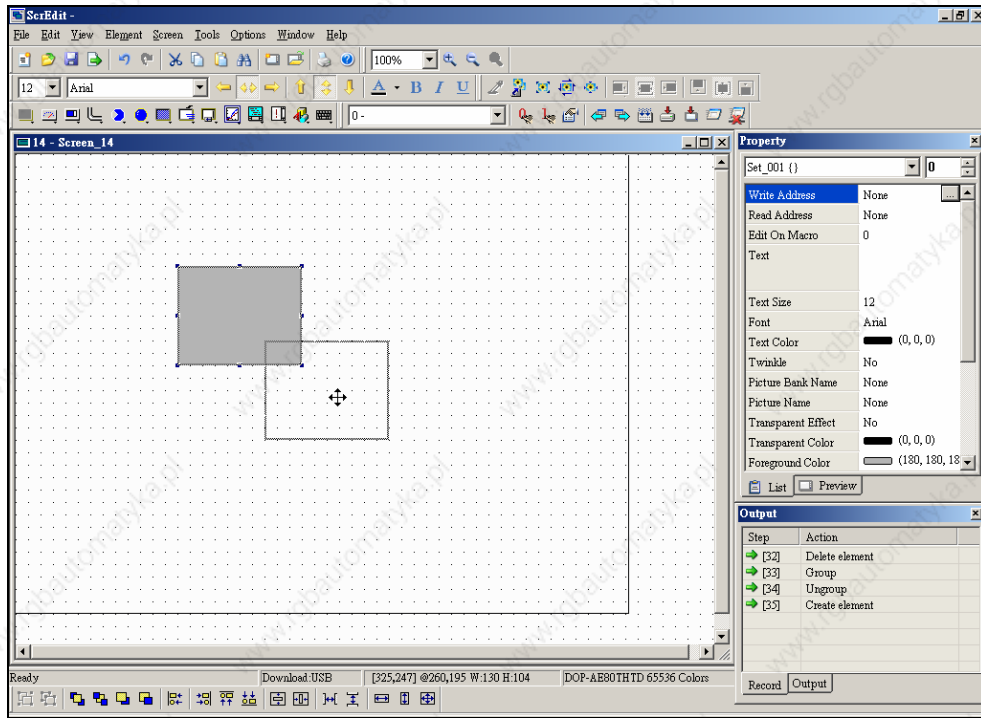 ScrEdit -
File Edit View Element Screen Tools Options Window Help
100%
12 Arial A B I U
0 -
14 - Screen_14
Property
Set_001 {} 0
Write Address None ...
Read Address None
Edit On Macro 0
Text
Text Size 12
Font Arial
Text Color (0, 0, 0)
Twinkle No
Picture Bank Name None
Picture Name None
Transparent Effect No
Transparent Color (0, 0, 0)
Foreground Color (180, 180, 18
List Preview
Output
Step Action
[32] Delete element
[33] Group
[34] Ungroup
[35] Create element
Record Output
Ready Download:USB [325,247] @260,195 W:130 H:104 DOP-AE80THTD 65536 Colors
www.rgbautomatyka.pl